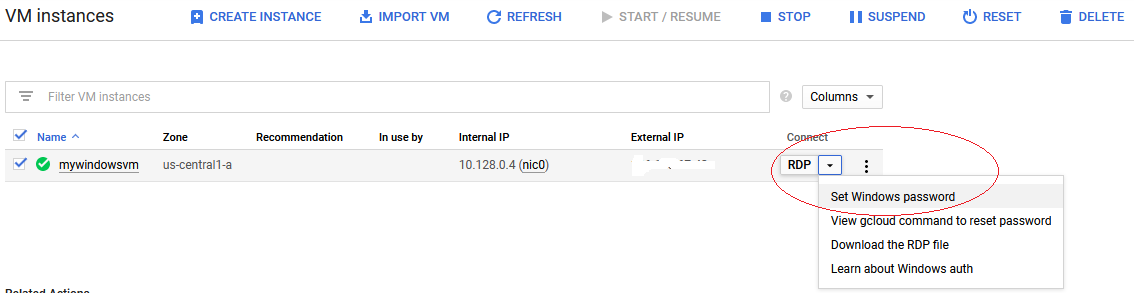 VM instances CREATE INSTANCE IMPORT VM REFRESH START / RESUME STOP SUSPEND RESET DELETE
Filter VM instances Columns
Name Zone Recommendation In use by Internal IP External IP Connect
mywindowsvm us-central1-a 10.128.0.4 (nic0) RDP
Set Windows password
View gcloud command to reset password
Download the RDP file
Learn about Windows auth
Related Actions